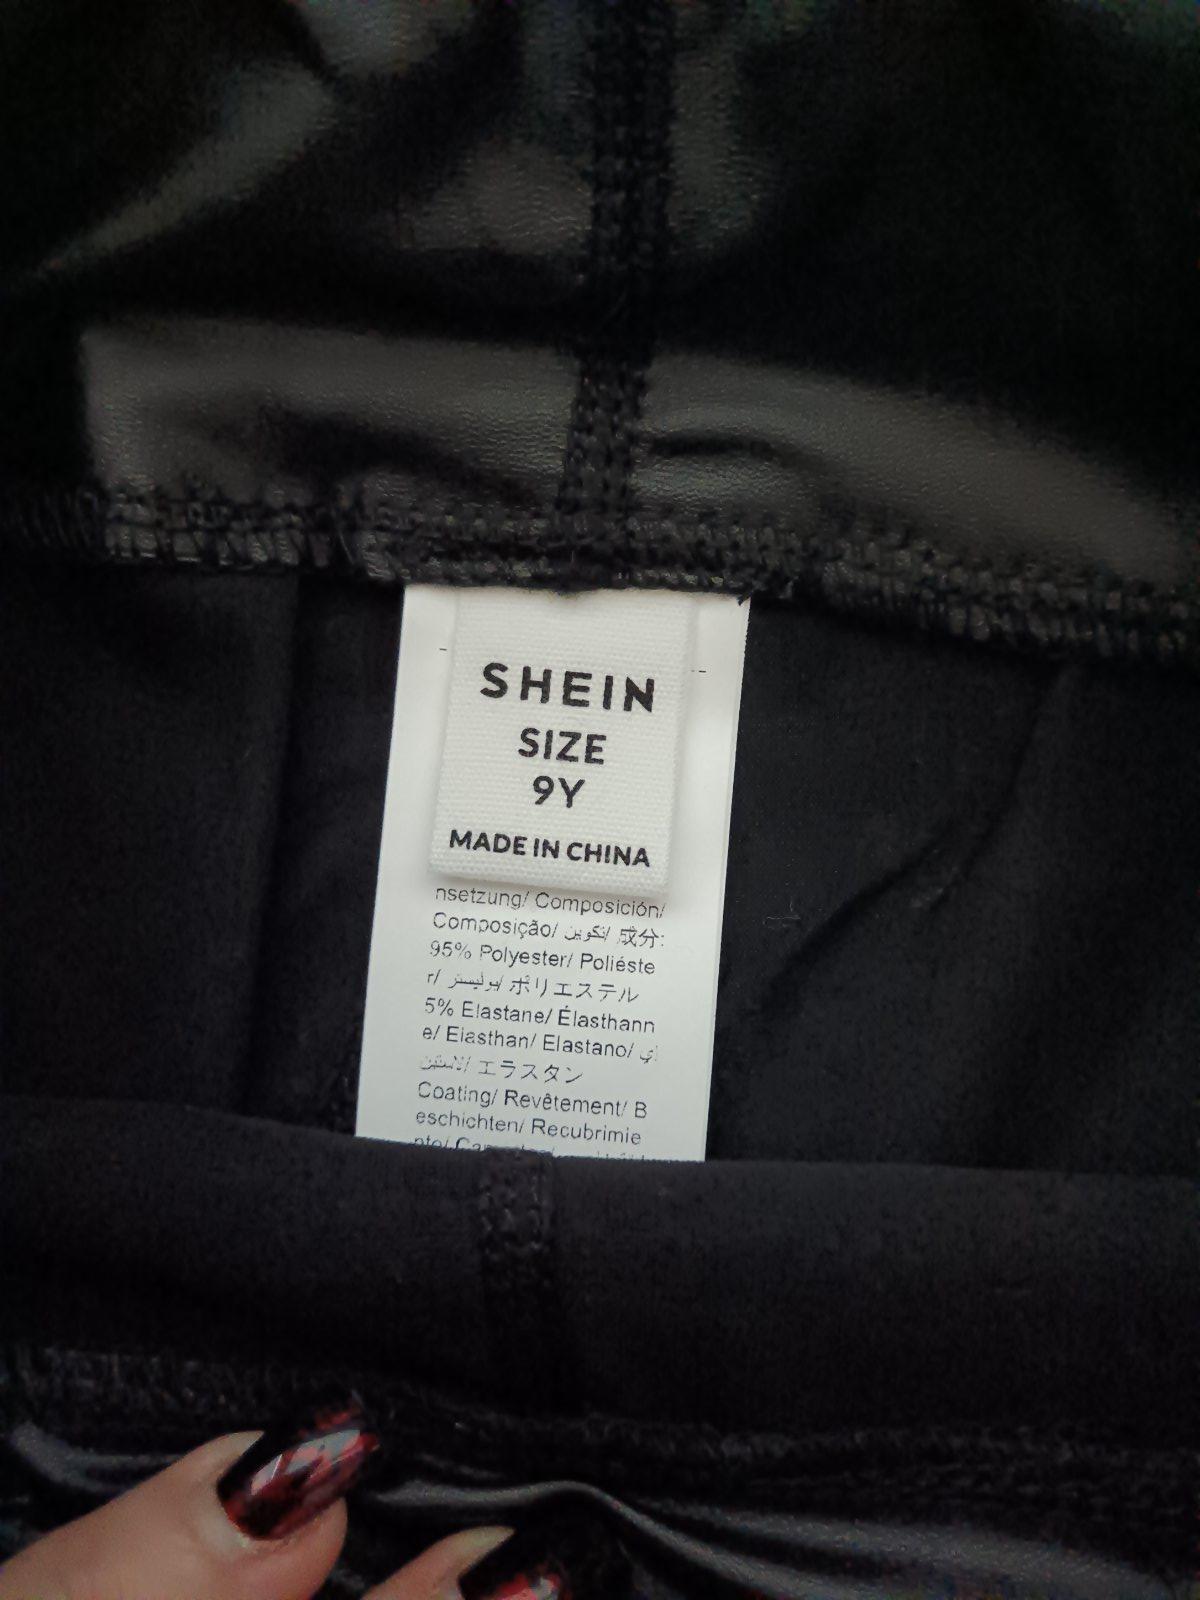 SHEIN
SIZE
9Y
MADE IN CHINA
nsetzung/ Composición/
Composição/ تكوين/ 成分:
95% Polyester/ Poliéste
r/ بوليستر/ ポリエステル
5% Elastane/ Élasthann
e/ Elasthan/ Elastano/
エラスタン
Coating/ Revêtement/ B
eschichten/ Recubrimie
nto/